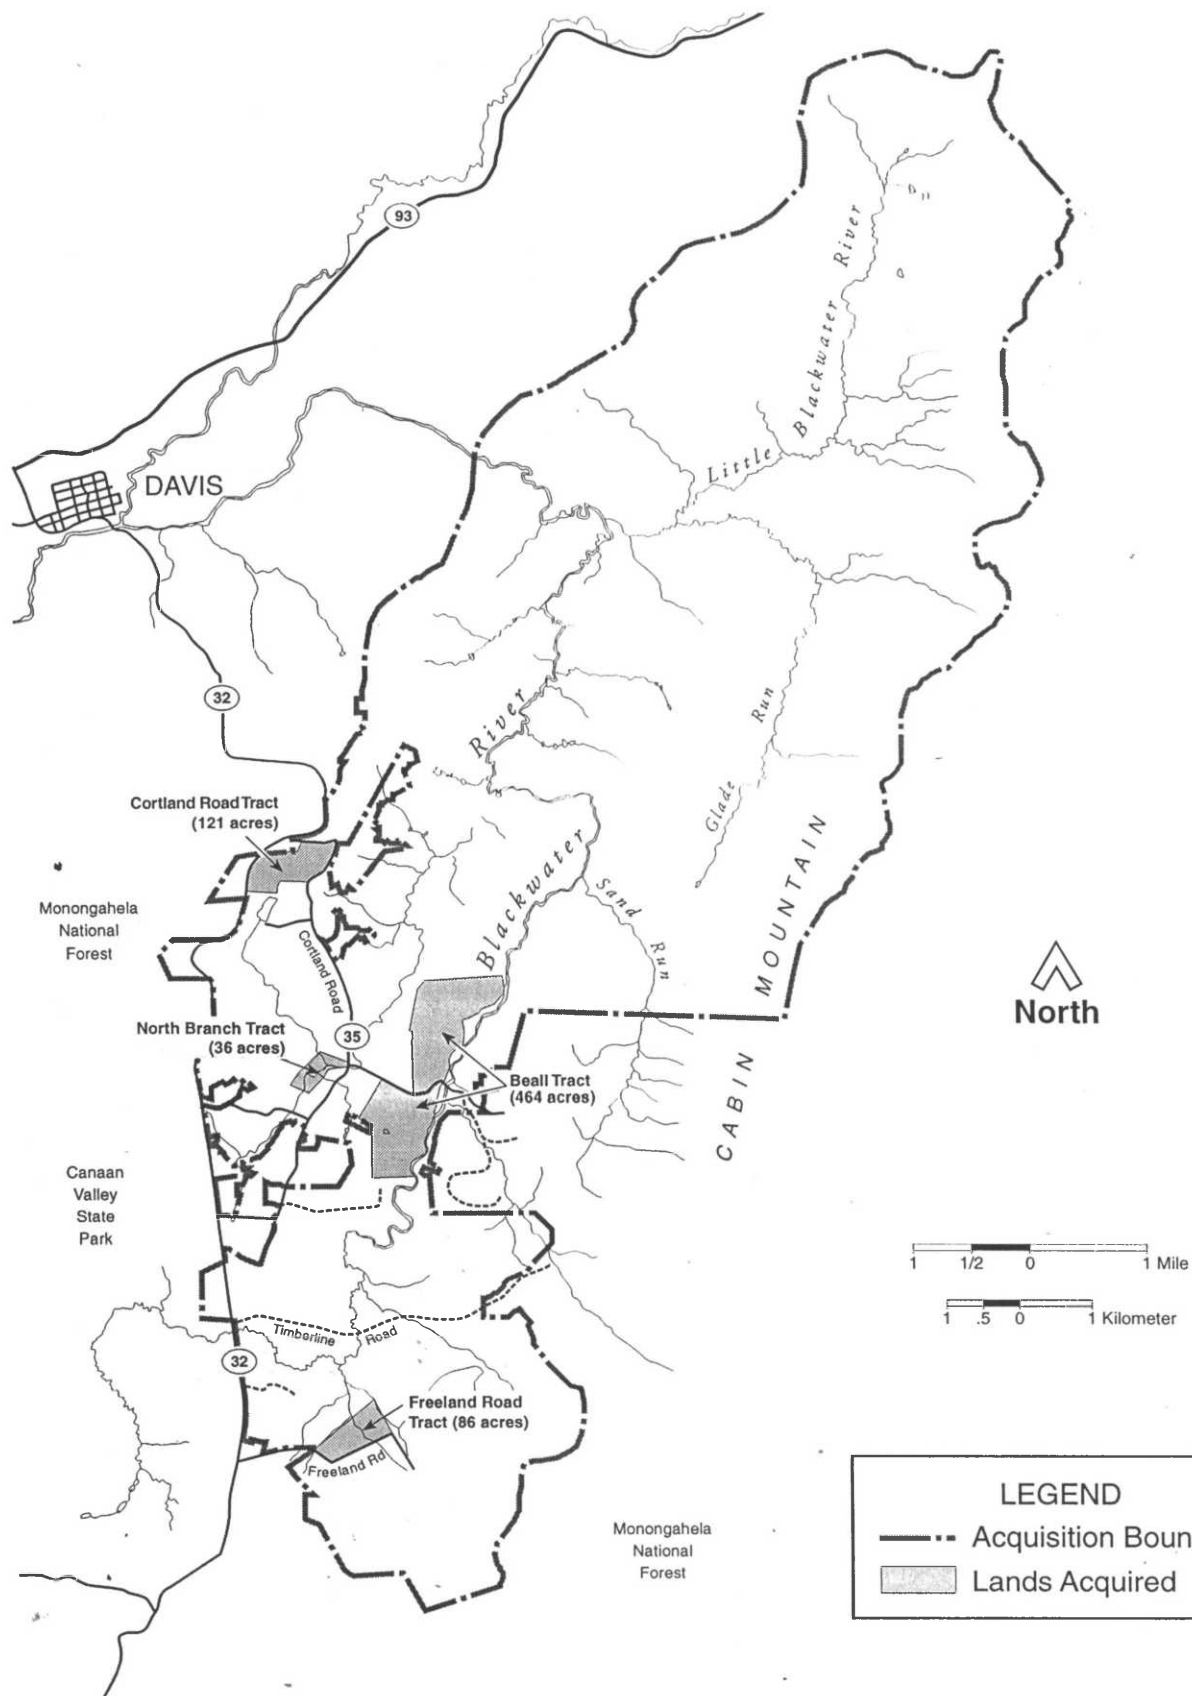 93
River
Blackwater
Little
DAVIS
32
River
Run
Glade
Cortland Road Tract
(121 acres)
Blackwater
Sand
Run
MOUNTAIN
CABIN
Monongahela
National
Forest
Cortland Road
North
North Branch Tract
(36 acres)
35
Beall Tract
(464 acres)
Canaan
Valley
State
Park
1 1/2 0 1 Mile
1 .5 0 1 Kilometer
Timberline Road
32
Freeland Road
Tract (86 acres)
Freeland Rd
Monongahela
National
Forest
LEGEND
Acquisition Boun
Lands Acquired